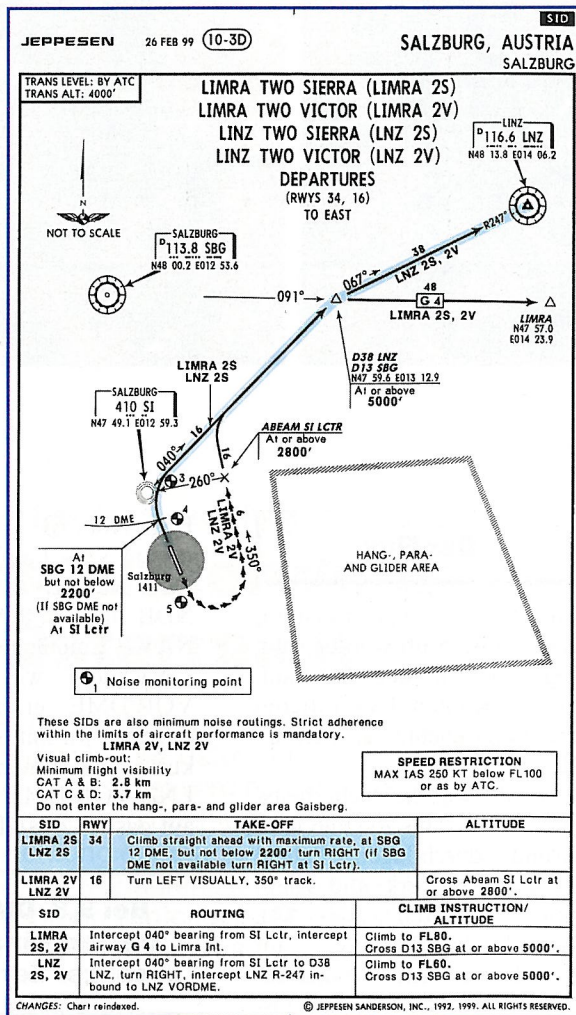 SID
JEPPESEN 26 FEB 99 10-3D SALZBURG, AUSTRIA
SALZBURG
TRANS LEVEL: BY ATC
TRANS ALT: 4000'
LIMRA TWO SIERRA (LIMRA 2S)
LIMRA TWO VICTOR (LIMRA 2V)
LINZ TWO SIERRA (LNZ 2S)
LINZ TWO VICTOR (LNZ 2V)
DEPARTURES
(RWYS 34, 16)
TO EAST
LINZ
D 116.6 LNZ
N48 13.8 E014 06.2
N
NOT TO SCALE
SALZBURG
D 113.8 SBG
N48 00.2 E012 53.6
R247°
38
067°
LNZ 2S, 2V
091°
48
G 4
LIMRA 2S, 2V
LIMRA
N47 57.0
E014 23.9
D38 LNZ
D13 SBG
N47 59.6 E013 12.9
At or above
5000'
LIMRA 2S
LNZ 2S
SALZBURG
410 SI
N47 49.1 E012 59.3
ABEAM SI LCTR
At or above
2800'
16
040°
16
3
260°
4
12 DME
9
LIMRA 2V
LNZ 2V
350°
At
SBG 12 DME
but not below
2200'
(If SBG DME not
available)
At SI Lctr
Salzburg
1411
5
HANG-, PARA-
AND GLIDER AREA
1 Noise monitoring point
These SIDs are also minimum noise routings. Strict adherence
within the limits of aircraft performance is mandatory.
LIMRA 2V, LNZ 2V
Visual climb-out:
Minimum flight visibility
CAT A & B: 2.8 km
CAT C & D: 3.7 km
Do not enter the hang-, para- and glider area Gaisberg.
SPEED RESTRICTION
MAX IAS 250 KT below FL100
or as by ATC.
SID RWY TAKE-OFF ALTITUDE
LIMRA 2S 34 Climb straight ahead with maximum rate, at SBG
LNZ 2S 12 DME, but not below 2200' turn RIGHT (if SBG
DME not available turn RIGHT at SI Lctr).
LIMRA 2V 16 Turn LEFT VISUALLY, 350° track. Cross Abeam SI Lctr at
LNZ 2V or above 2800'.
SID ROUTING CLIMB INSTRUCTION/
ALTITUDE
LIMRA Intercept 040° bearing from SI Lctr, intercept Climb to FL80.
2S, 2V airway G 4 to Limra Int. Cross D13 SBG at or above 5000'.
LNZ Intercept 040° bearing from SI Lctr to D38 Climb to FL60.
2S, 2V LNZ, turn RIGHT, intercept LNZ R-247 in- Cross D13 SBG at or above 5000'.
bound to LNZ VORDME.
CHANGES: Chart reindexed. © JEPPESEN SANDERSON, INC., 1992, 1999. ALL RIGHTS RESERVED.